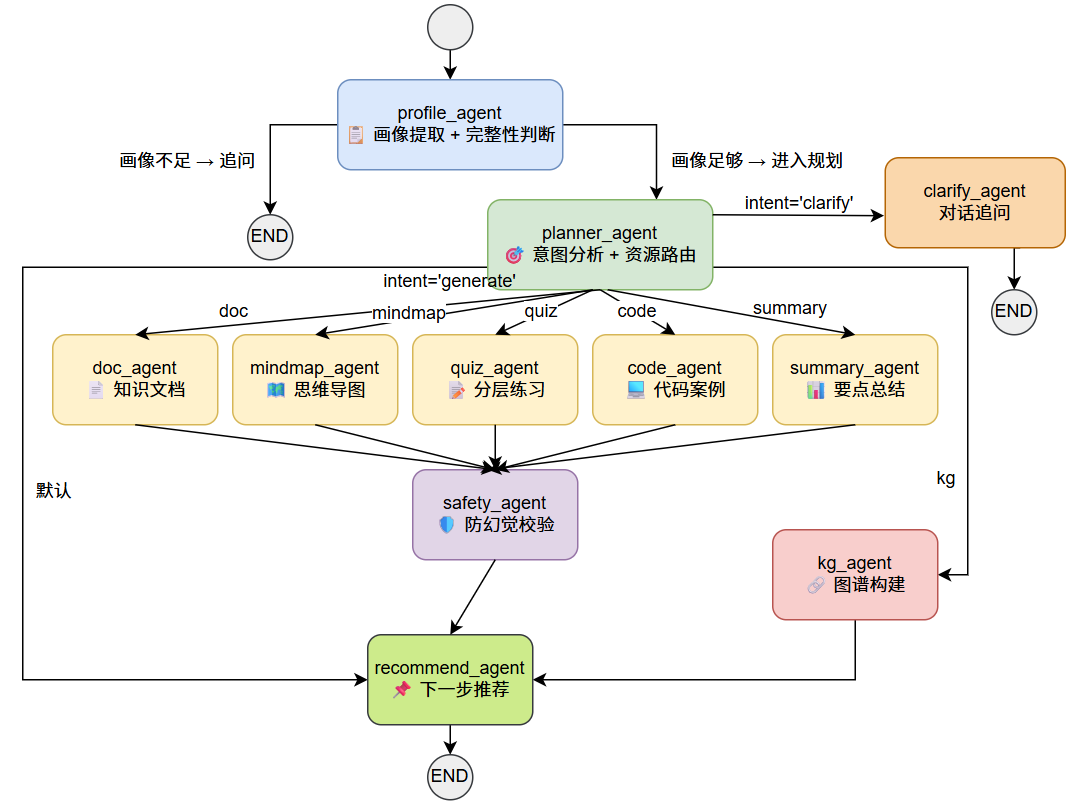 profile_agent
📋 画像提取 + 完整性判断
画像不足 → 追问
画像足够 → 进入规划
END
planner_agent
🎯 意图分析 + 资源路由
intent='clarify'
clarify_agent
对话追问
END
intent='generate'
doc
mindmap
quiz
code
summary
doc_agent
📄 知识文档
mindmap_agent
🗺️ 思维导图
quiz_agent
📝 分层练习
code_agent
💻 代码案例
summary_agent
📊 要点总结
默认
kg
safety_agent
🛡️ 防幻觉校验
kg_agent
🔗 图谱构建
recommend_agent
📌 下一步推荐
END